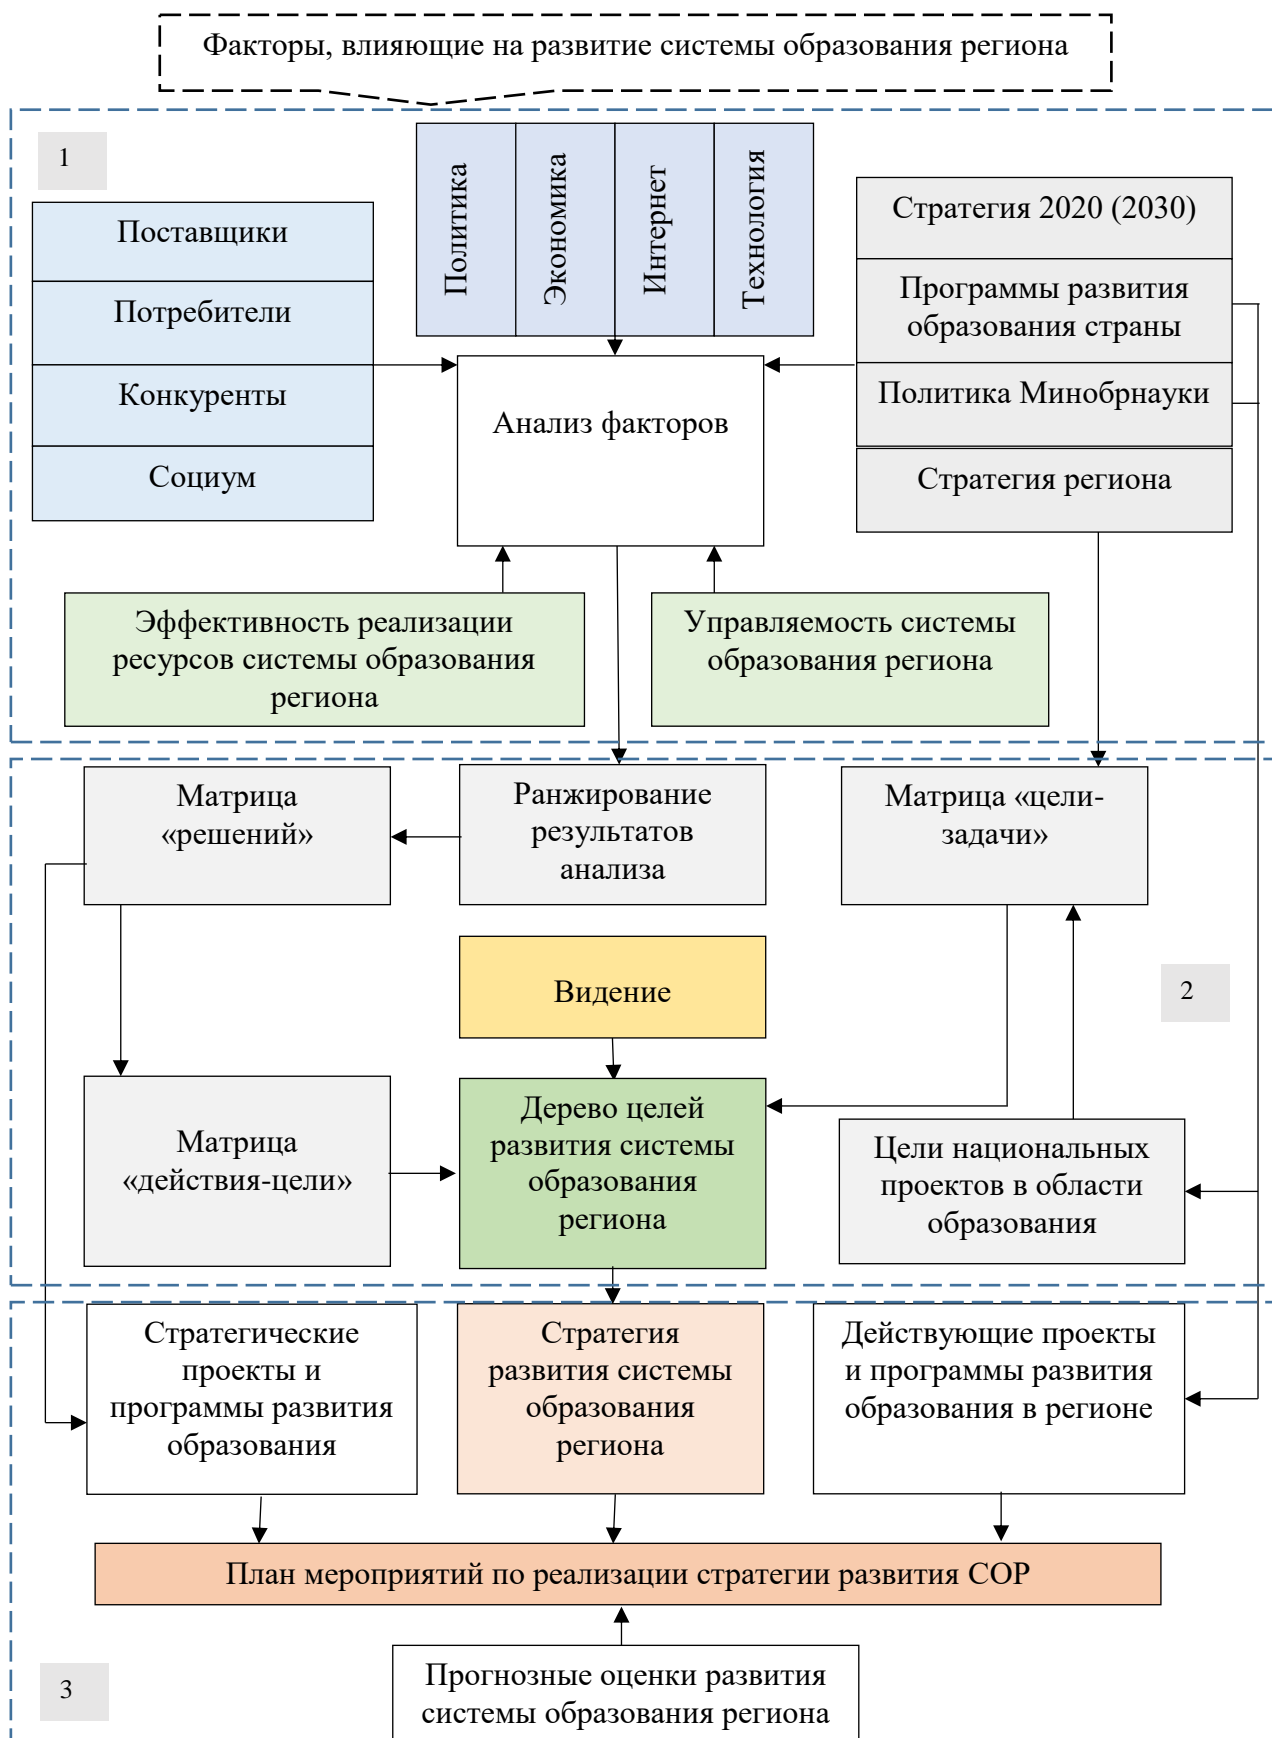 Факторы, влияющие на развитие системы образования региона
1
Политика
Экономика
Интернет
Технология
Поставщики
Потребители
Конкуренты
Социум
Анализ факторов
Стратегия 2020 (2030)
Программы развития
образования страны
Политика Минобрнауки
Стратегия региона
Эффективность реализации
ресурсов системы образования
региона
Управляемость системы
образования региона
Матрица
«решений»
Ранжирование
результатов
анализа
Матрица «цели-
задачи»
Видение
2
Матрица
«действия-цели»
Дерево целей
развития системы
образования
региона
Цели национальных
проектов в области
образования
Стратегические
проекты и
программы развития
образования
Стратегия
развития системы
образования
региона
Действующие проекты
и программы развития
образования в регионе
План мероприятий по реализации стратегии развития СОР
3
Прогнозные оценки развития
системы образования региона